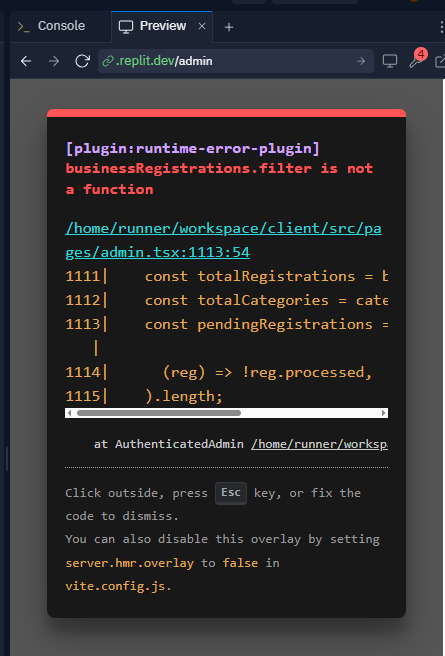 >_ Console Preview × +
.replit.dev/admin
4
[plugin:runtime-error-plugin]
businessRegistrations.filter is not
a function
/home/runner/workspace/client/src/pa
ges/admin.tsx:1113:54
1111| const totalRegistrations = b
1112| const totalCategories = cate
1113| const pendingRegistrations =
|
1114| (reg) => !reg.processed,
1115| ).length;
at AuthenticatedAdmin /home/runner/worksp
Click outside, press Esc key, or fix the
code to dismiss.
You can also disable this overlay by setting
server.hmr.overlay to false in
vite.config.js.